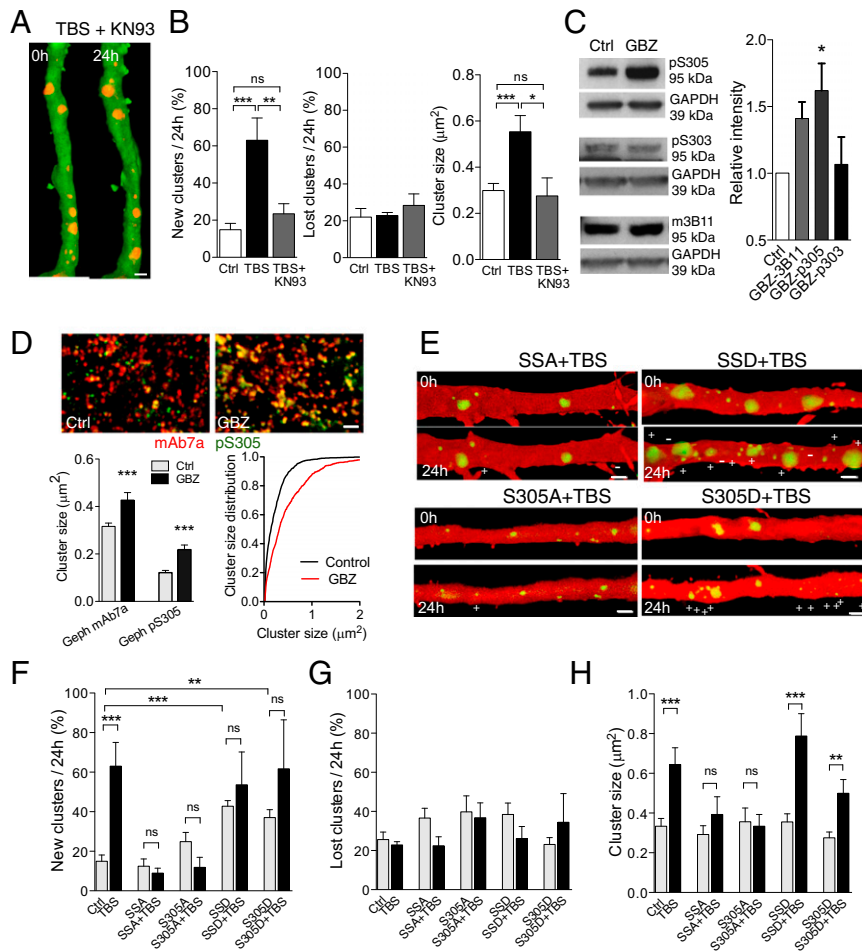 A
TBS + KN93
0h
24h
B
New clusters / 24h (%)
100
80
60
40
20
0
ns
***
**
Ctrl
TBS
TBS+
KN93
Lost clusters / 24h (%)
100
80
60
40
20
0
Ctrl
TBS
TBS+
KN93
Cluster size (µm²)
0.8
0.6
0.4
0.2
0
ns
***
*
Ctrl
TBS
TBS+
KN93
C
Ctrl GBZ
pS305
95 kDa
GAPDH
39 kDa
pS303
95 kDa
GAPDH
39 kDa
m3B11
95 kDa
GAPDH
39 kDa
Relative intensity
2.0
1.5
1.0
0.5
*
Ctrl
GBZ-3B11
GBZ-p305
GBZ-p303
D
Ctrl
GBZ
mAb7a
pS305
Cluster size (µm²)
0.6
0.4
0.2
0.0
***
***
Ctrl
GBZ
Geph mAb7a
Geph pS305
Cluster size distribution
1.0
0.8
0.6
0.4
0.2
0.0
Control
GBZ
0
1
2
Cluster size (µm²)
E
SSA+TBS
0h
24h
+
-
SSD+TBS
0h
24h
+ - + + - + + - + +
S305A+TBS
0h
24h
+
S305D+TBS
0h
24h
++++ + + ++ +
F
New clusters / 24h (%)
100
80
60
40
20
0
**
***
***
ns
ns
ns
ns
Ctrl
TBS
SSA
SSA+TBS
S305A
S305A+TBS
SSD
SSD+TBS
S305D
S305D+TBS
G
Lost clusters / 24h (%)
100
80
60
40
20
0
Ctrl
TBS
SSA
SSA+TBS
S305A
S305A+TBS
SSD
SSD+TBS
S305D
S305D+TBS
H
Cluster size (µm²)
1.0
0.8
0.6
0.4
0.2
0
***
ns
ns
***
**
Ctrl
TBS
SSA
SSA+TBS
S305A
S305A+TBS
SSD
SSD+TBS
S305D
S305D+TBS